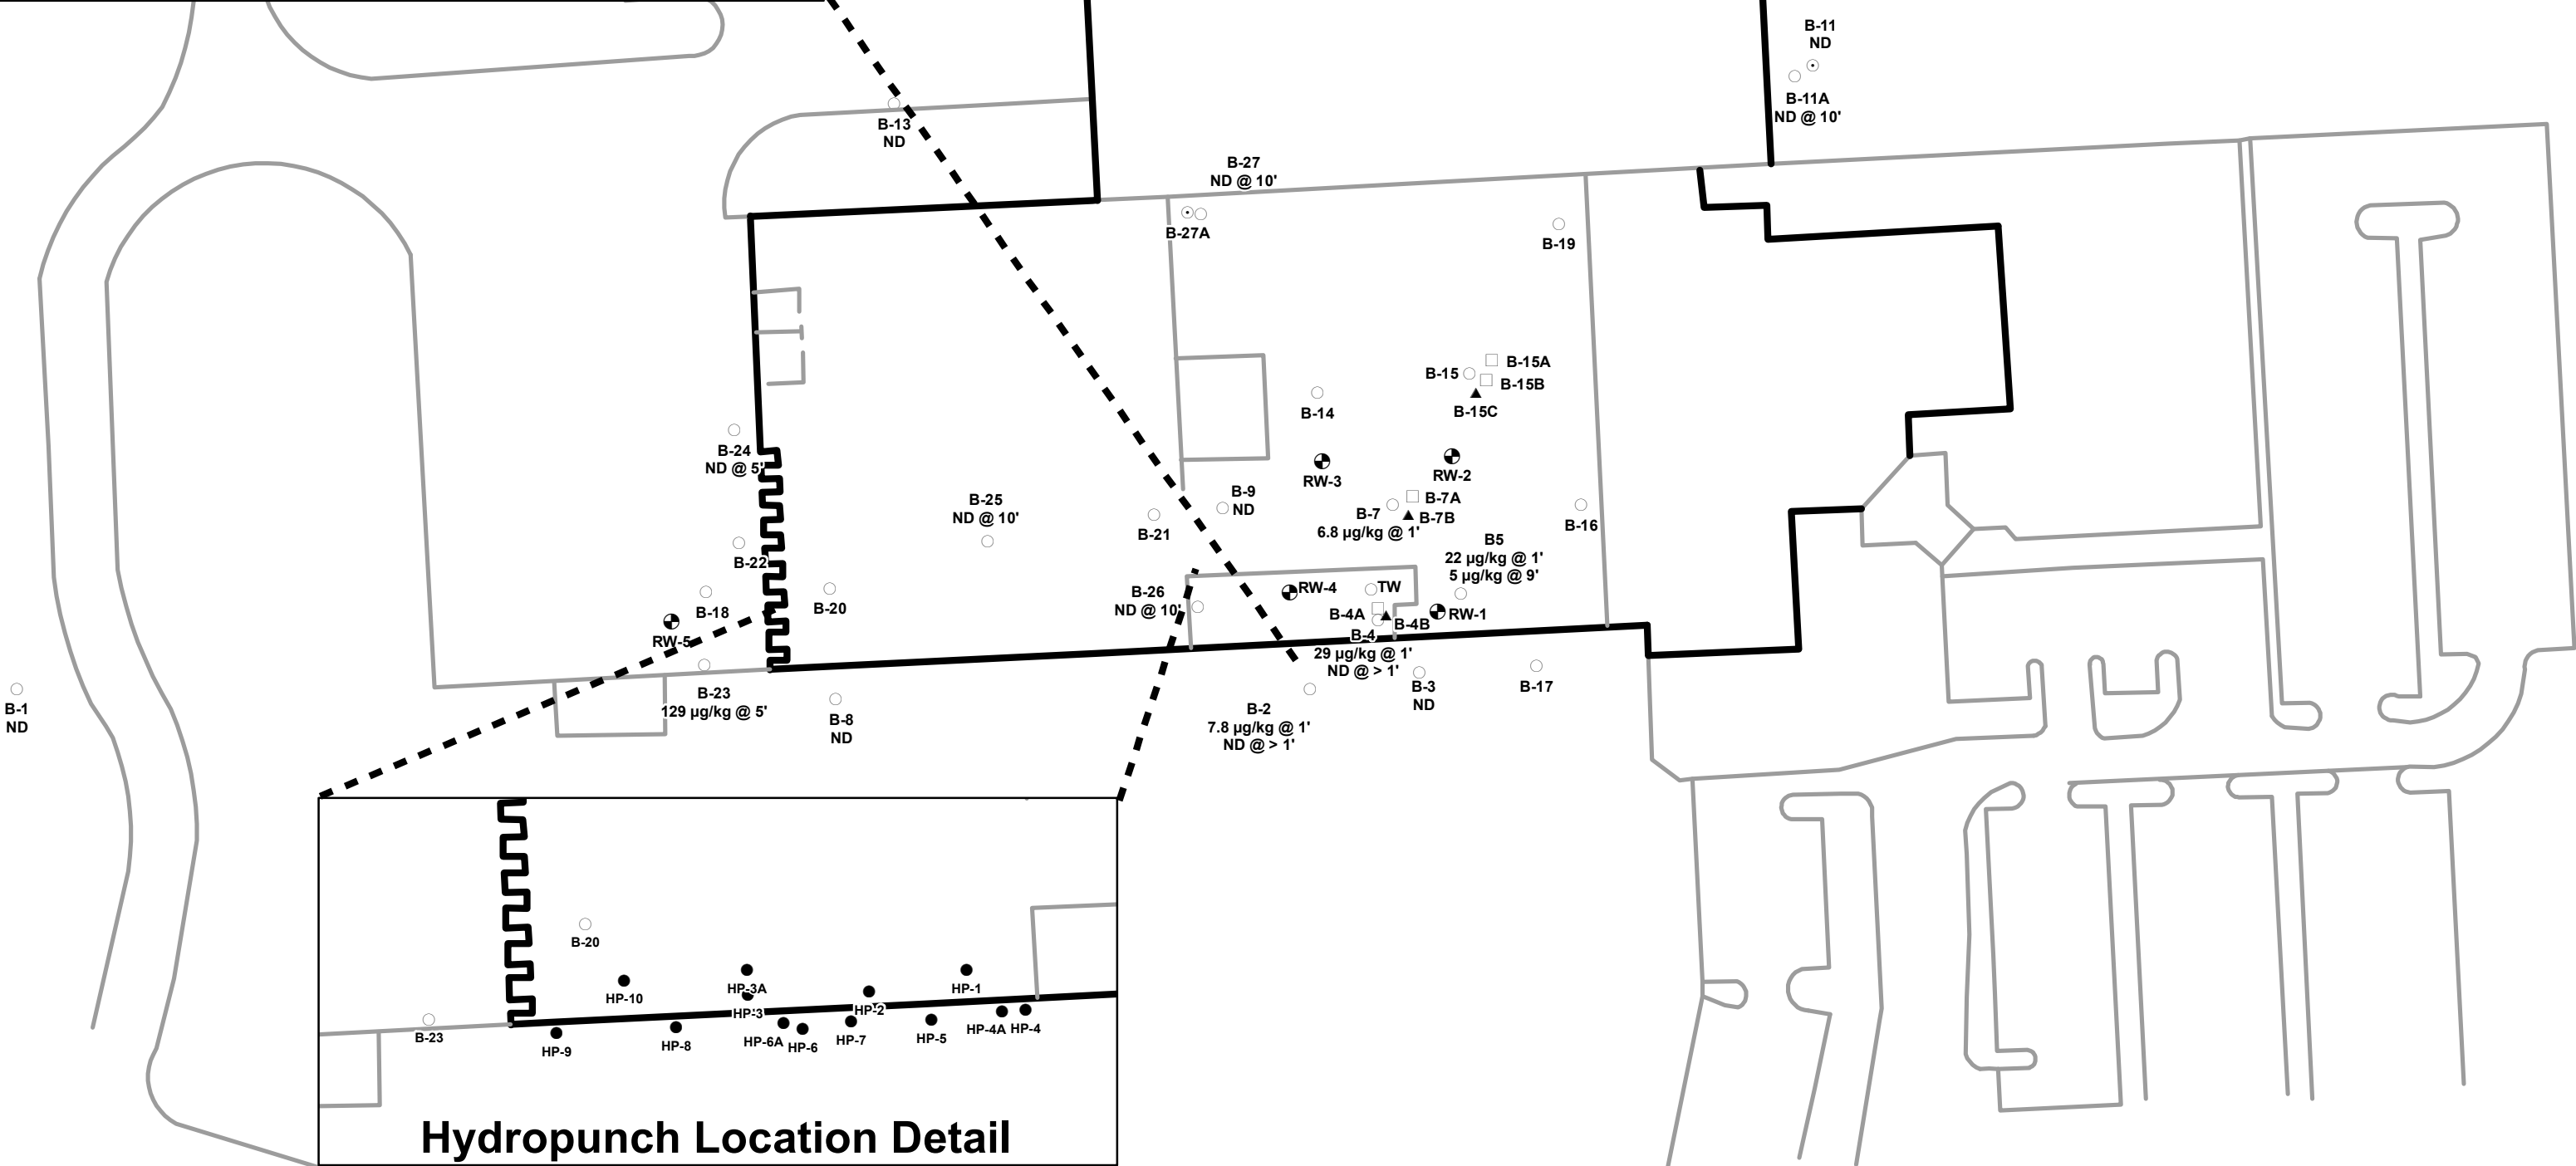 B-11
ND
B-11A
ND @ 10'
B-13
ND
B-27
ND @ 10'
B-27A
B-19
B-15
B-15A
B-15B
B-15C
B-14
B-24
ND @ 5'
RW-3
RW-2
B-25
ND @ 10'
B-9
ND
B-21
B-7A
B-7
B-7B
6.8 µg/kg @ 1'
B-16
B5
22 µg/kg @ 1'
5 µg/kg @ 9'
B-22
B-18
B-20
RW-5
B-26
ND @ 10'
RW-4
TW
B-4A
B-4B
RW-1
B-4
29 µg/kg @ 1'
ND @ > 1'
B-3
ND
B-17
B-23
129 µg/kg @ 5'
B-8
ND
B-2
7.8 µg/kg @ 1'
ND @ > 1'
B-1
ND
B-20
HP-10
HP-3A
HP-3
HP-2
HP-1
B-23
HP-9
HP-8
HP-6A
HP-6
HP-7
HP-5
HP-4A
HP-4
Hydropunch Location Detail